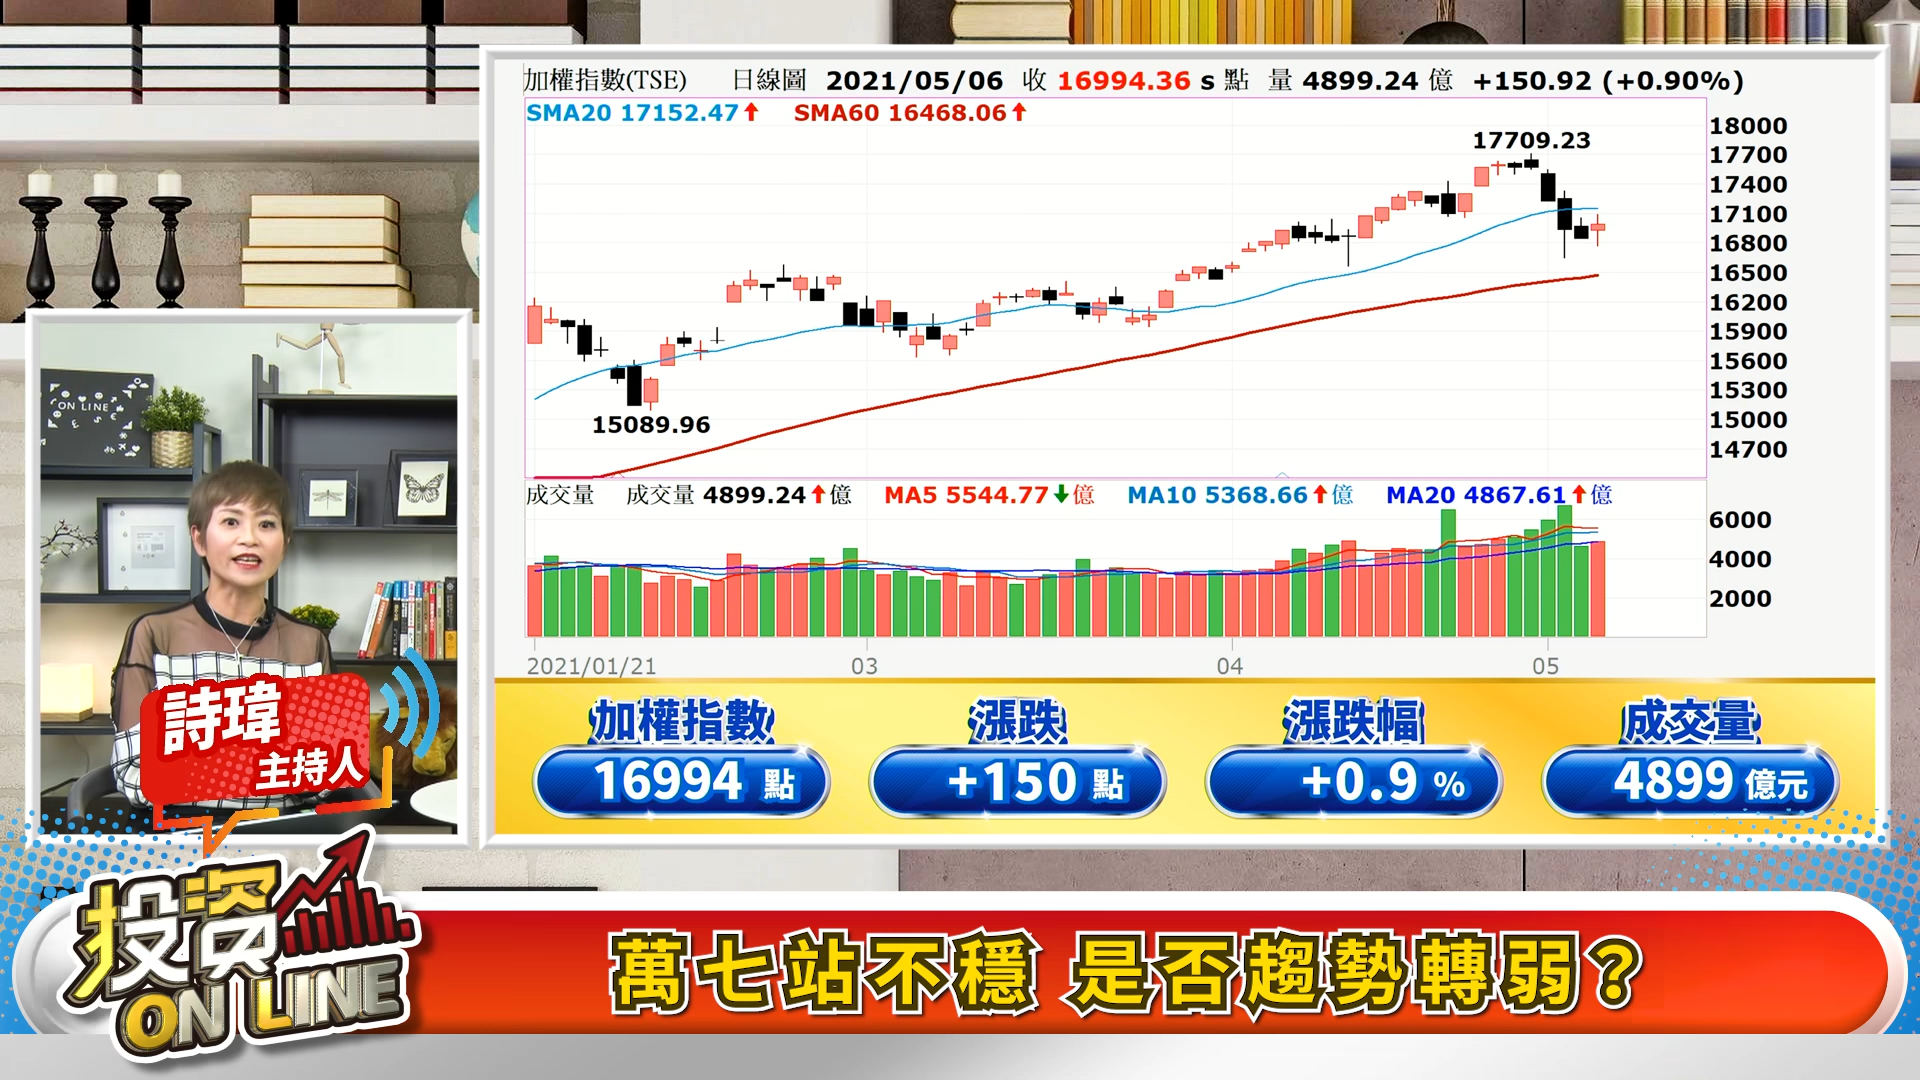 加權指數(TSE) 日線圖 2021/05/06 收 16994.36 s 點 量 4899.24 億 +150.92 (+0.90%)
SMA20 17152.47↑ SMA60 16468.06↑
17709.23
15089.96
18000
17700
17400
17100
16800
16500
16200
15900
15600
15300
15000
14700
成交量 成交量 4899.24↑億 MA5 5544.77↓億 MA10 5368.66↑億 MA20 4867.61↑億
6000
4000
2000
2021/01/21 03 04 05
加權指數 漲跌 漲跌幅 成交量
16994 點 +150 點 +0.9 % 4899 億元
ON LINE
詩瑋
主持人
投資
ON LINE
萬七站不穩 是否趨勢轉弱？